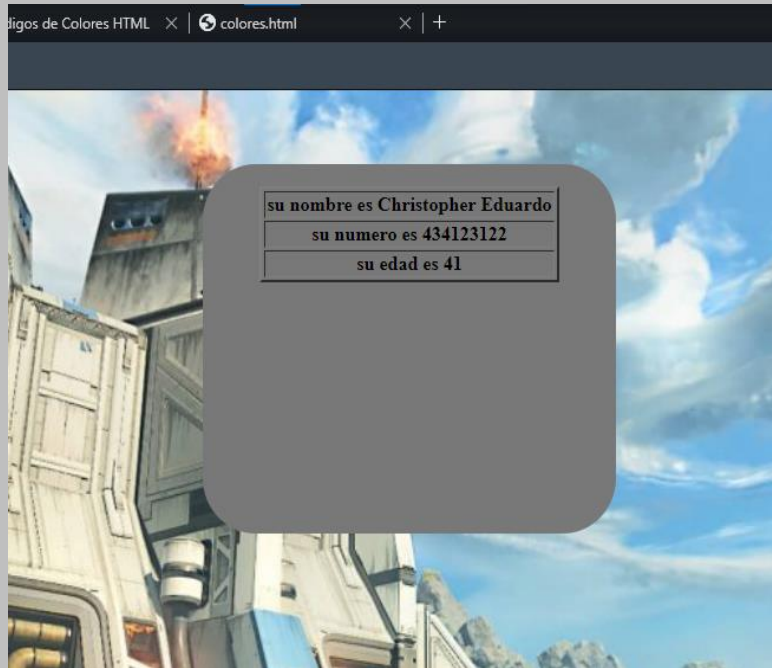 digos de Colores HTML
colores.html
su nombre es Christopher Eduardo
su numero es 434123122
su edad es 41